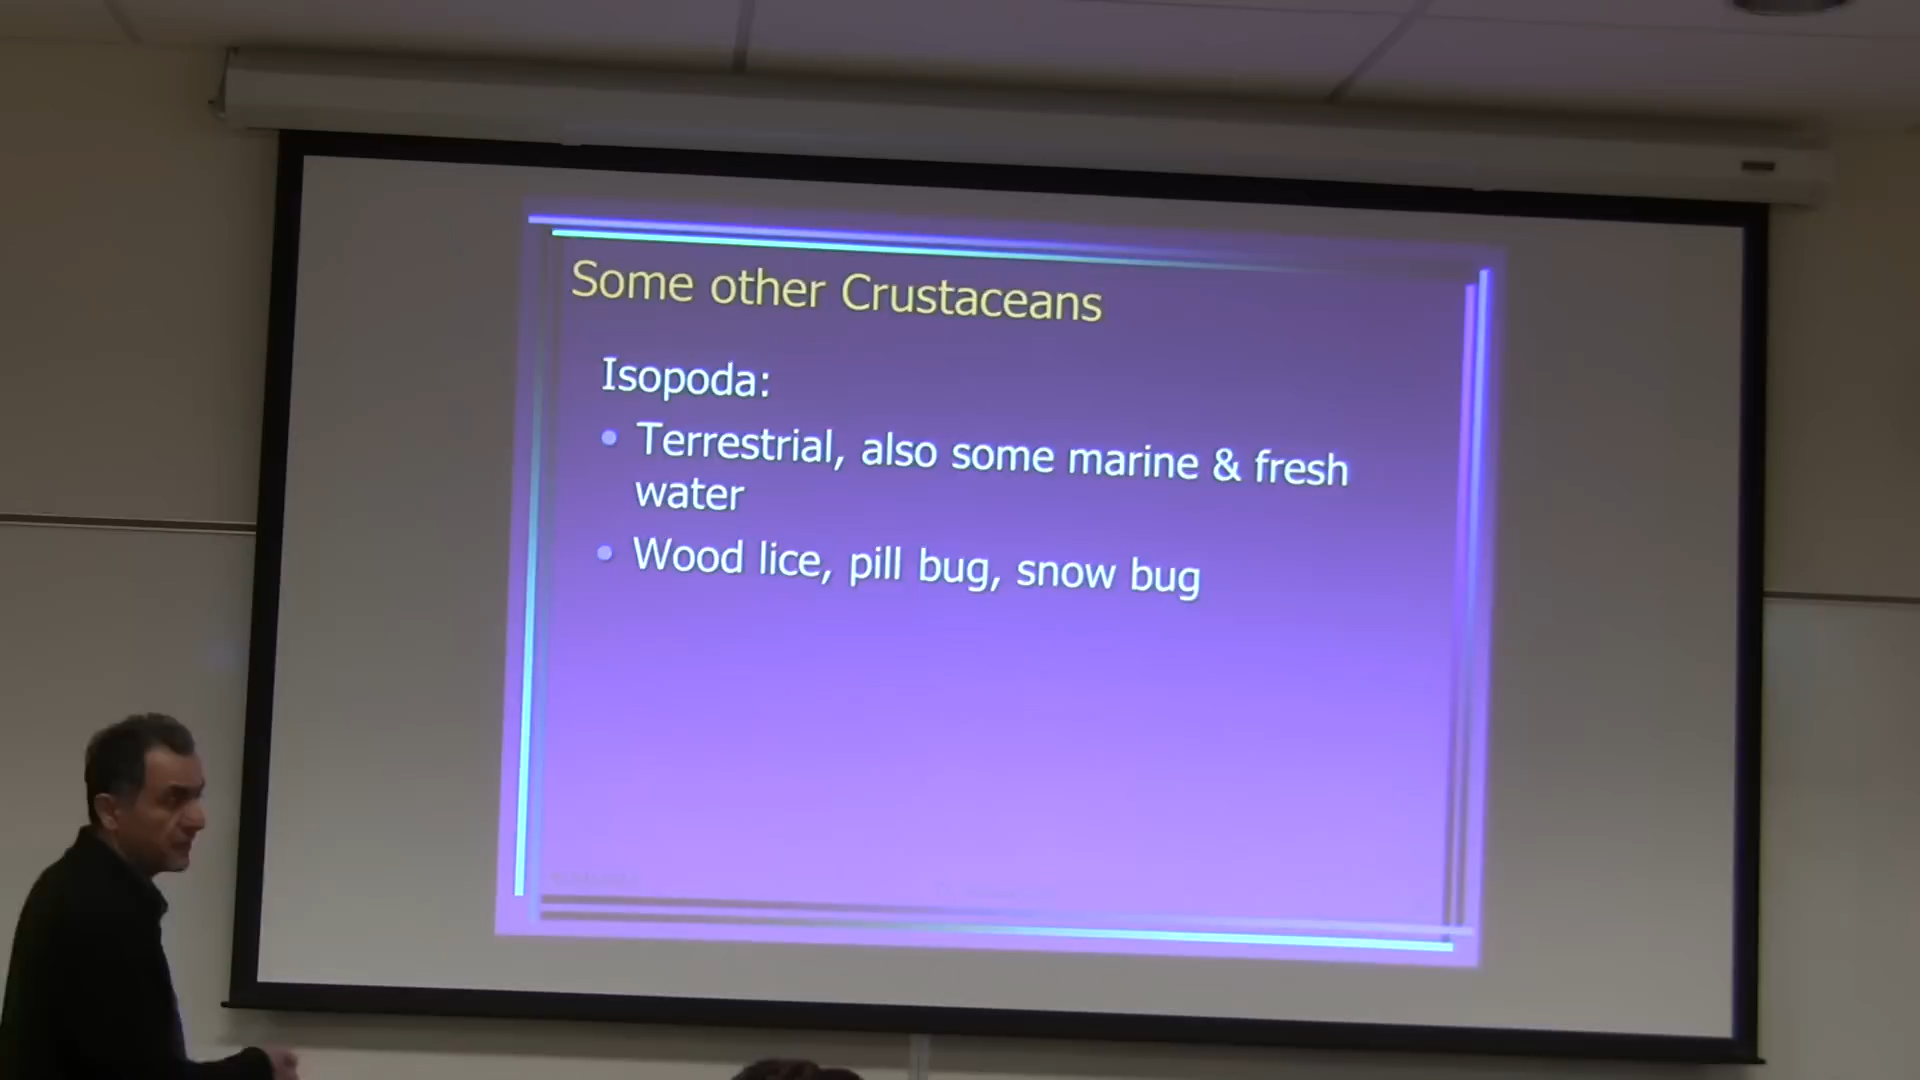 Some other Crustaceans
Isopoda:
• Terrestrial, also some marine & fresh
water
• Wood lice, pill bug, snow bug